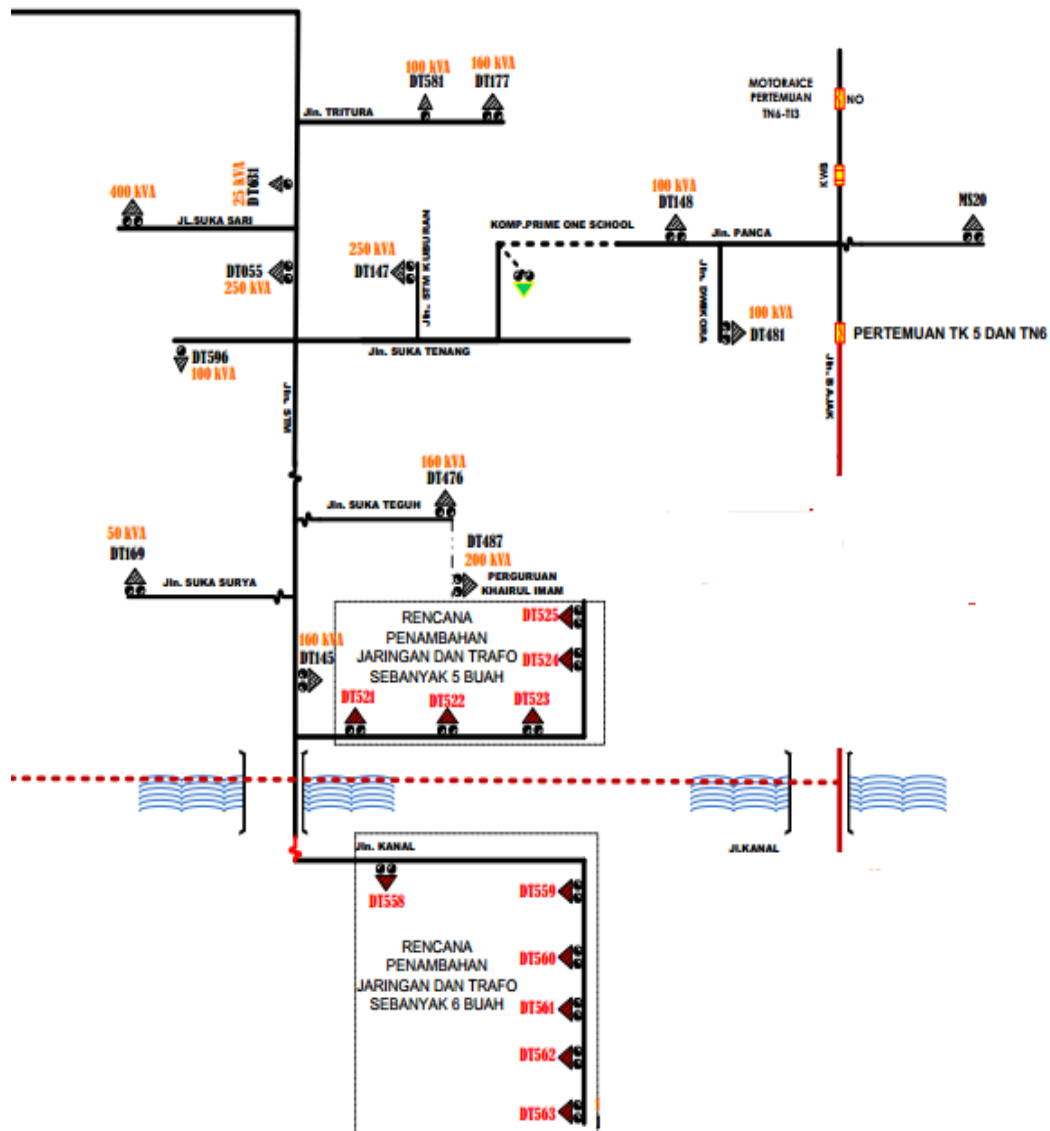 100 KVA
DT581
160 KVA
DT177
Jln. TRITURA
MOTORAICE
PERTEMUAN
TN6-TI3
NO
KWB
25 KVA
DT631
400 KVA
JL.SUKA SARI
DT055
250 KVA
250 KVA
DT147
Jln. STM KUBURAN
KOMP.PRIME ONE SCHOOL
100 KVA
DT148
Jln. PANCA
MS20
Jln. DWIKORA
100 KVA
DT481
PERTEMUAN TK 5 DAN TN6
Jln. BAJAK
DT596
100 KVA
Jln. SUKA TENANG
Jln. STM
160 KVA
DT476
Jln. SUKA TEGUH
50 KVA
DT169
Jln. SUKA SURYA
DT487
200 KVA
PERGURUAN
KHAIRUL IMAM
160 KVA
DT145
RENCANA
PENAMBAHAN
JARINGAN DAN TRAFO
SEBANYAK 5 BUAH
DT525
DT524
DT521
DT522
DT523
Jln. KANAL
Jl.KANAL
DT558
DT559
RENCANA
PENAMBAHAN
JARINGAN DAN TRAFO
SEBANYAK 6 BUAH
DT560
DT561
DT562
DT563